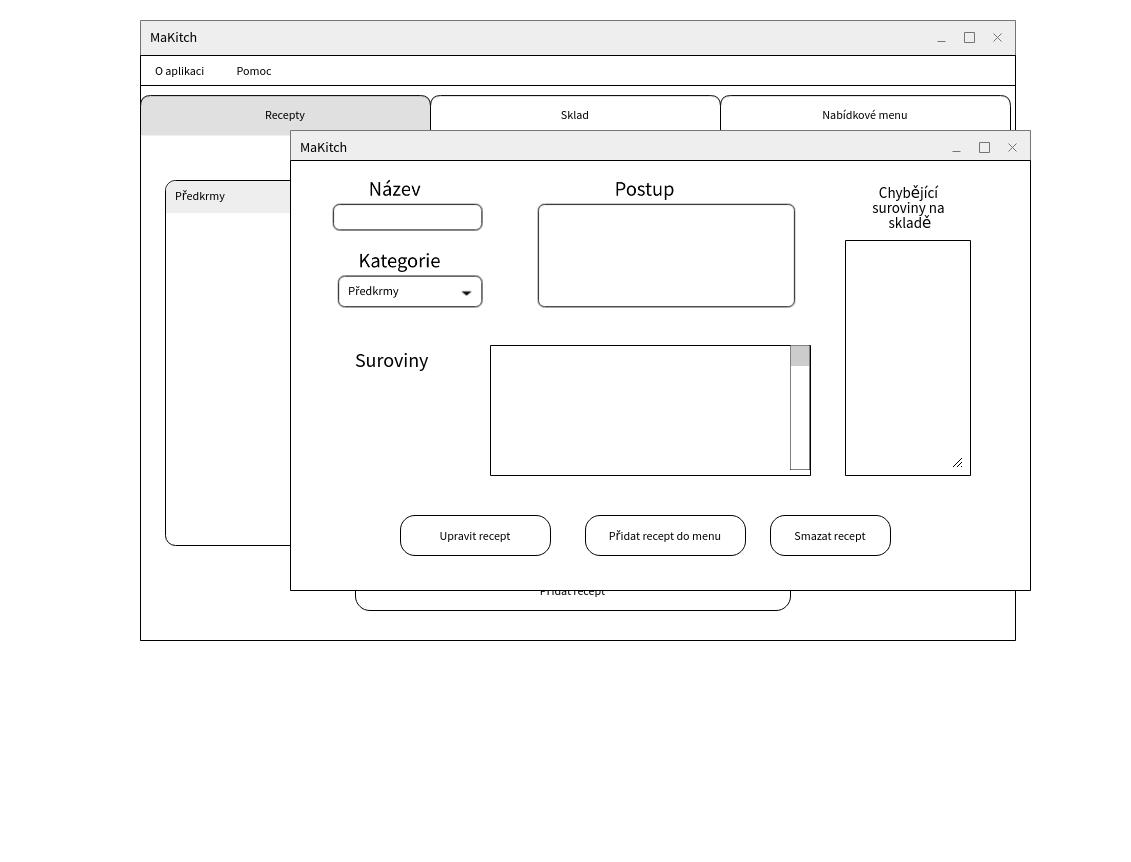 MaKitch
O aplikaci Pomoc
Recepty Sklad Nabídkové menu
Předkrmy
MaKitch
Název
Postup
Chybějící
suroviny na
skladě
Kategorie
Předkrmy
Suroviny
Upravit recept Přidat recept do menu Smazat recept
Přidat recept